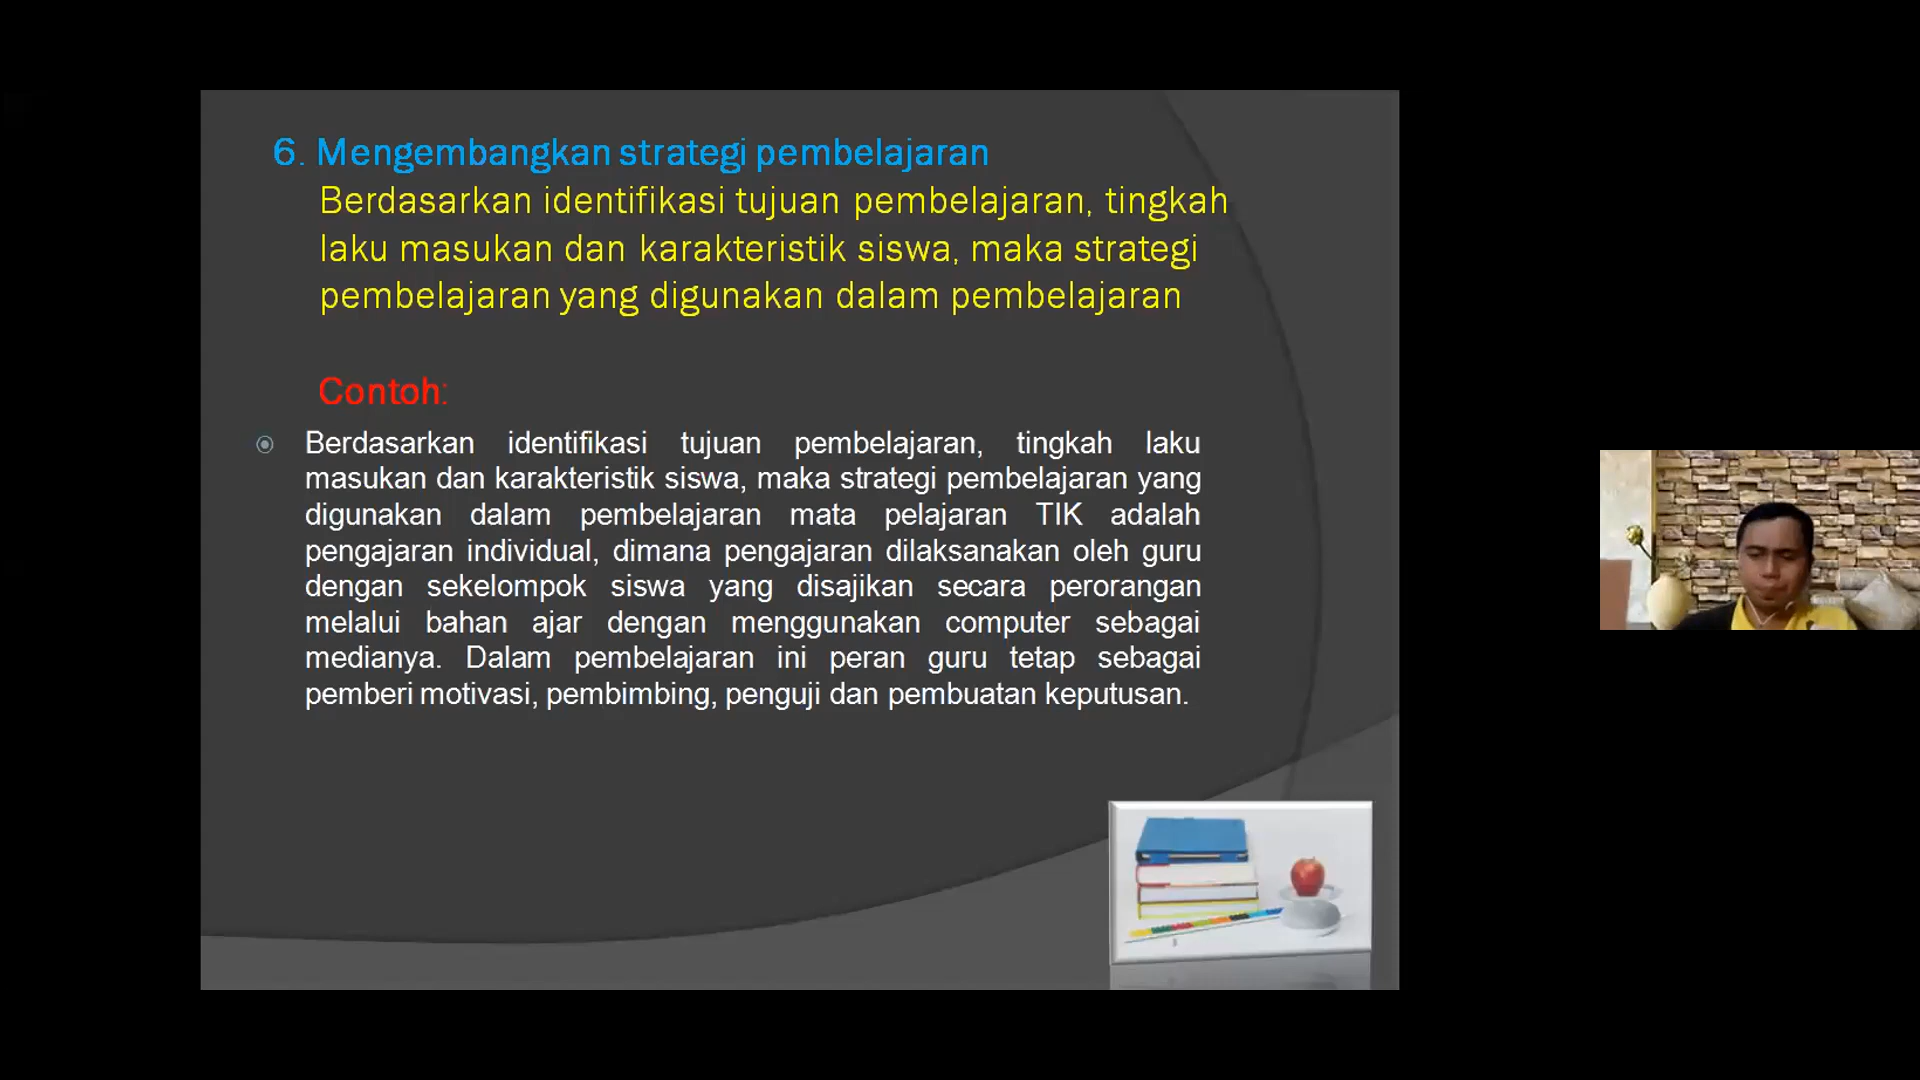 6. Mengembangkan strategi pembelajaran
Berdasarkan identifikasi tujuan pembelajaran, tingkah
laku masukan dan karakteristik siswa, maka strategi
pembelajaran yang digunakan dalam pembelajaran
Contoh:
Berdasarkan identifikasi tujuan pembelajaran, tingkah laku
masukan dan karakteristik siswa, maka strategi pembelajaran yang
digunakan dalam pembelajaran mata pelajaran TIK adalah
pengajaran individual, dimana pengajaran dilaksanakan oleh guru
dengan sekelompok siswa yang disajikan secara perorangan
melalui bahan ajar dengan menggunakan computer sebagai
medianya. Dalam pembelajaran ini peran guru tetap sebagai
pemberi motivasi, pembimbing, penguji dan pembuatan keputusan.